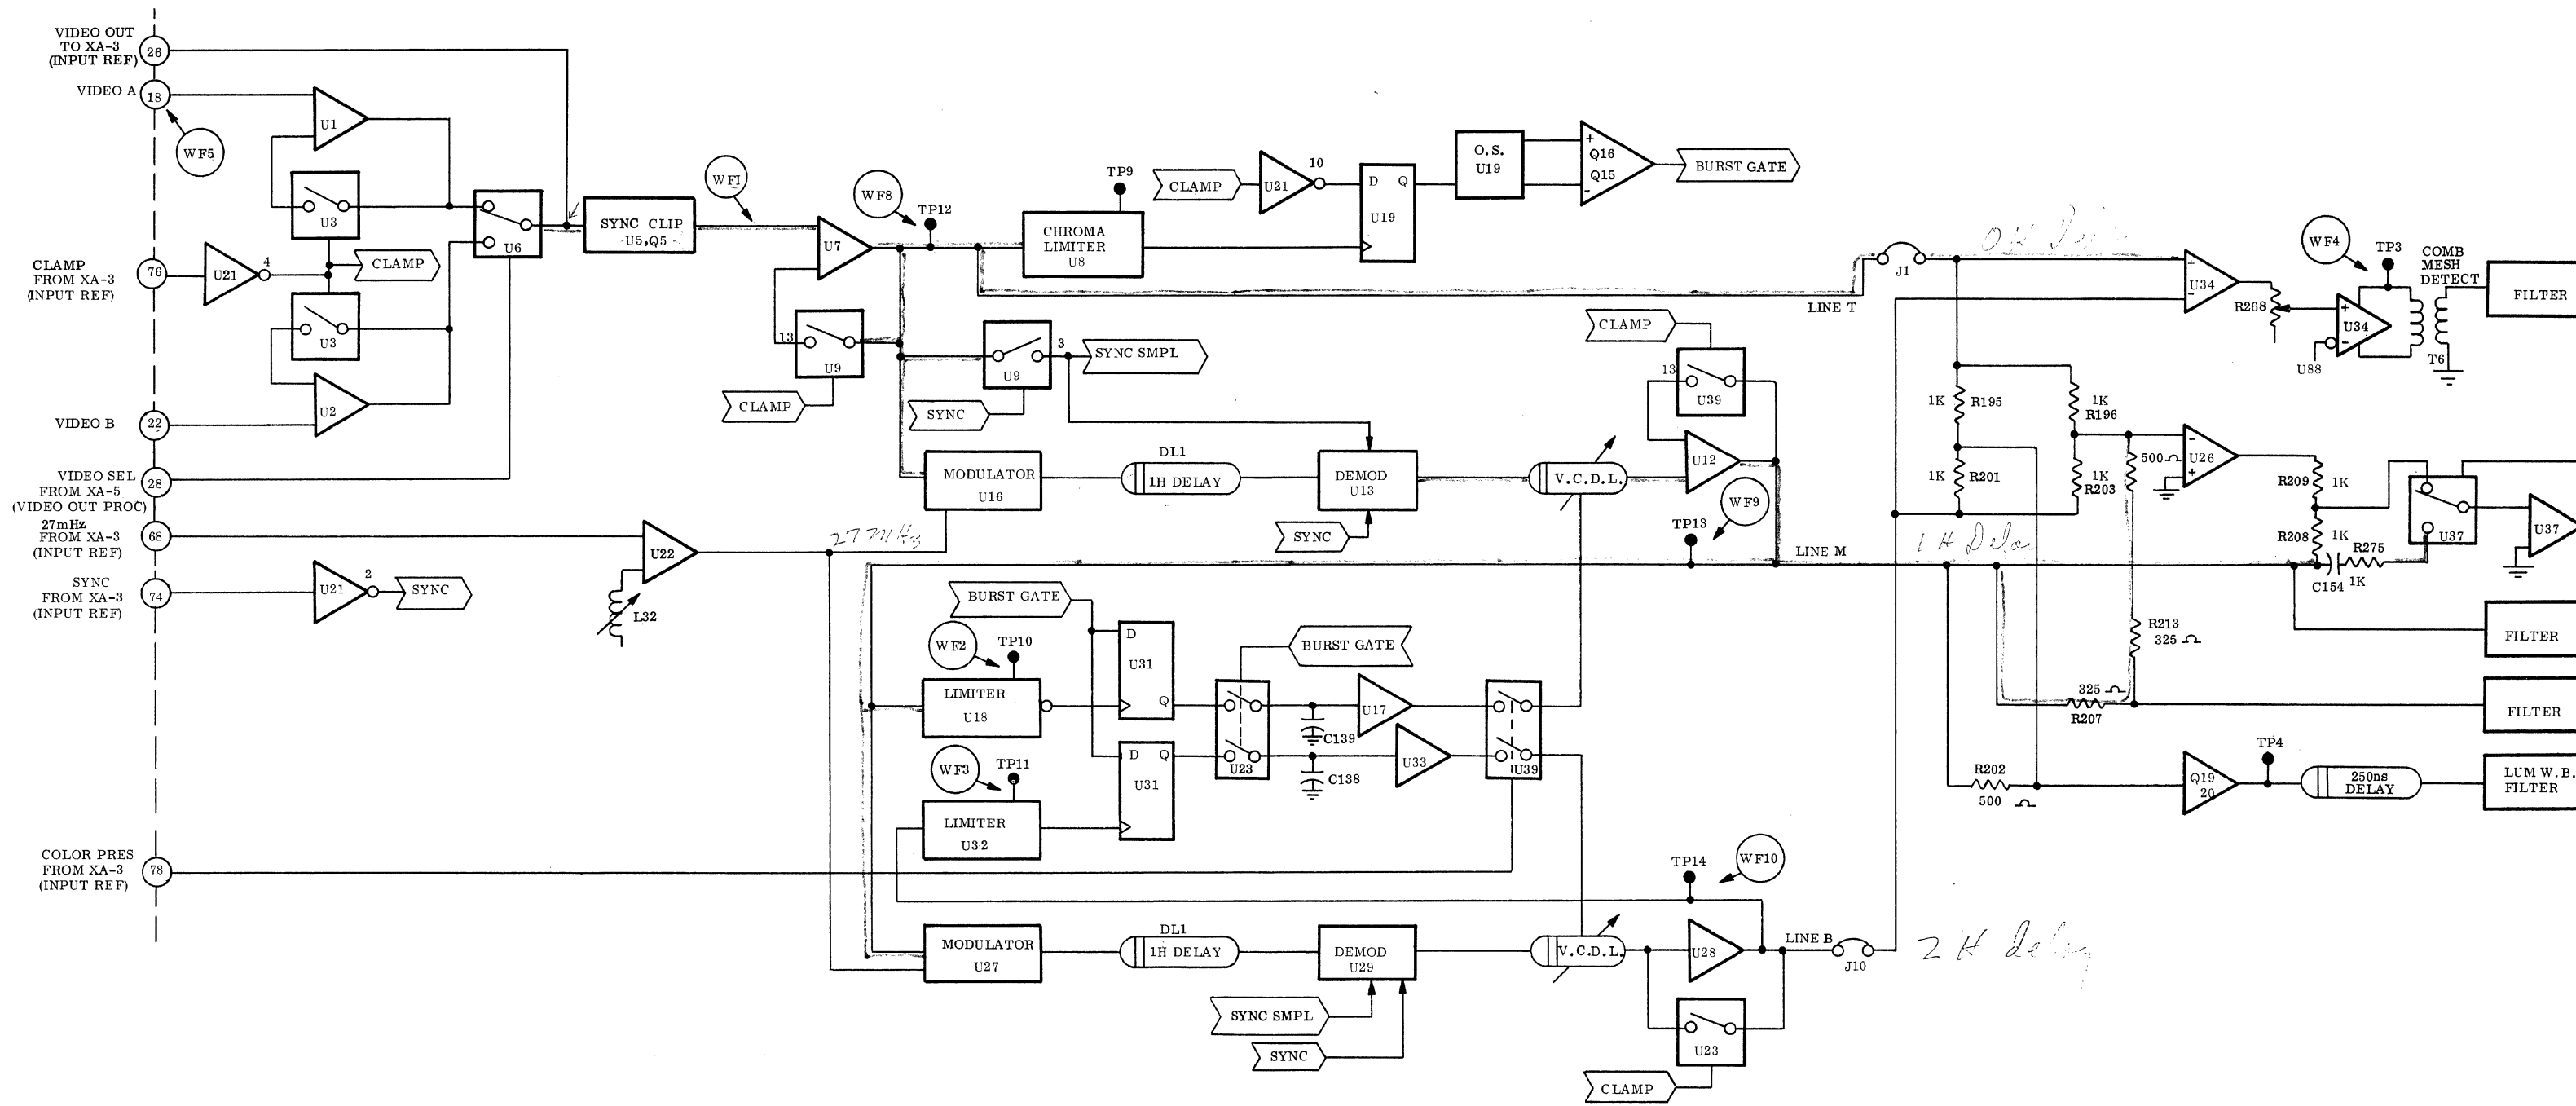 VIDEO OUT
TO XA-3
(INPUT REF)
26
VIDEO A
18
WF5
U1
U3
CLAMP
FROM XA-3
(INPUT REF)
76
U21
4
CLAMP
U3
U2
VIDEO B
22
VIDEO SEL
FROM XA-5
(VIDEO OUT PROC)
28
27mHz
FROM XA-3
(INPUT REF)
68
SYNC
FROM XA-3
(INPUT REF)
74
U21
2
SYNC
COLOR PRES
FROM XA-3
(INPUT REF)
78
U6
SYNC CLIP
U5,Q5
WF1
U7
WF8
TP12
CHROMA
LIMITER
U8
TP9
CLAMP
U21
10
D
Q
U19
O.S.
U19
+
Q16
Q15
-
BURST GATE
LINE T
13
U9
CLAMP
U9
3
SYNC SMPL
SYNC
MODULATOR
U16
DL1
1H DELAY
DEMOD
U13
SYNC
V.C.D.L.
CLAMP
13
U39
U12
WF9
TP13
LINE M
U22
L32
27MHz
BURST GATE
WF2
TP10
LIMITER
U18
D
U31
Q
WF3
TP11
LIMITER
U32
D
Q
U31
BURST GATE
U23
C139
C138
U17
U33
U39
MODULATOR
U27
DL1
1H DELAY
DEMOD
U29
SYNC SMPL
SYNC
V.C.D.L.
TP14
WF10
U28
U23
CLAMP
LINE B
J10
2 H Delay
J1
+
U34
-
R268
WF4
TP3
+
U34
-
U88
COMB
MESH
DETECT
T6
FILTER
1K
R195
1K
R196
1K
R201
1K
R203
500Ω
-
U26
+
R209
1K
R208
1K
C154
R275
1K
U37
U37
1 H Delay
R213
325 Ω
325 Ω
R207
R202
500
Ω
Q19
20
TP4
250ns
DELAY
FILTER
FILTER
LUM W.B.
FILTER